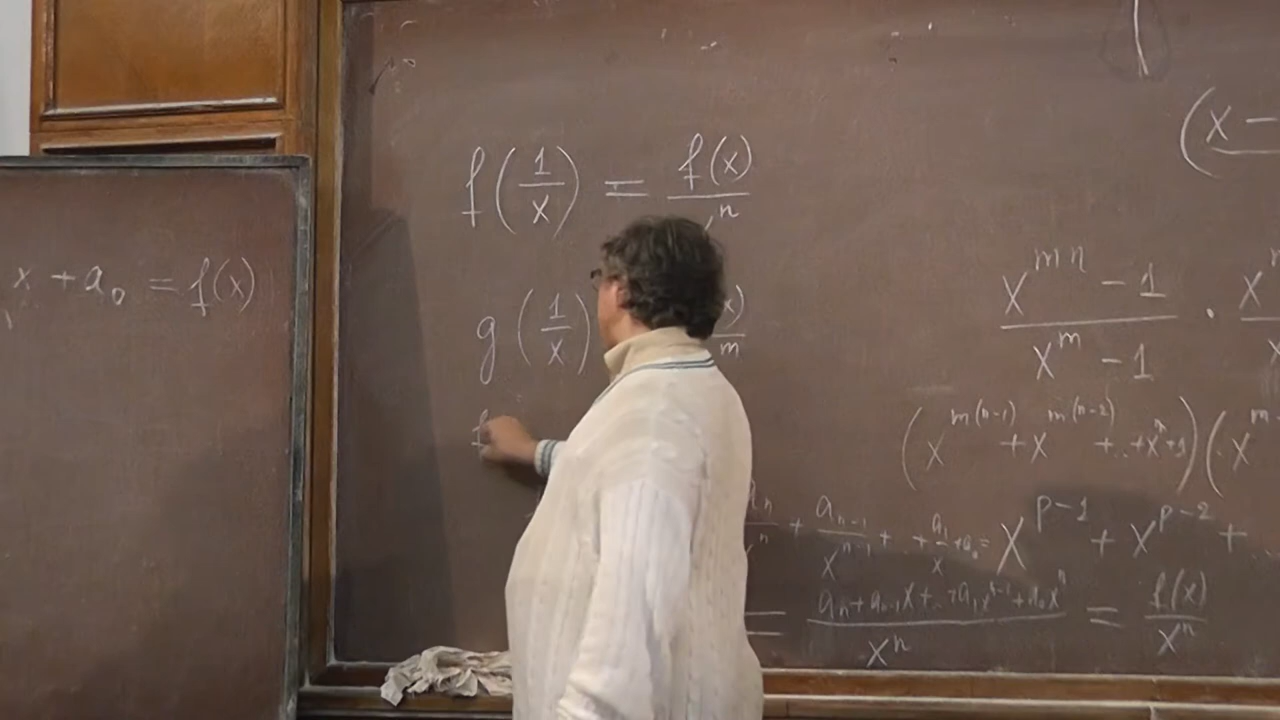 x + a₀ = f(x)
f(1/x) = f(x)/xⁿ
g(1/x) x)/m
f
(x −
(x^{mn} − 1)/(x^m − 1) ·
(x^{m(n-1)} + x^{m(n-2)} + .. + xⁿ + 1)(x^m
aₙ/xⁿ + aₙ₋₁/xⁿ⁻¹ + + a₁/x + a₀ = x^{p-1} + x^{p-2} + ..
= (aₙ + aₙ₋₁x + .. + a₁xⁿ⁻¹ + a₀xⁿ)/xⁿ = f(x)/xⁿ